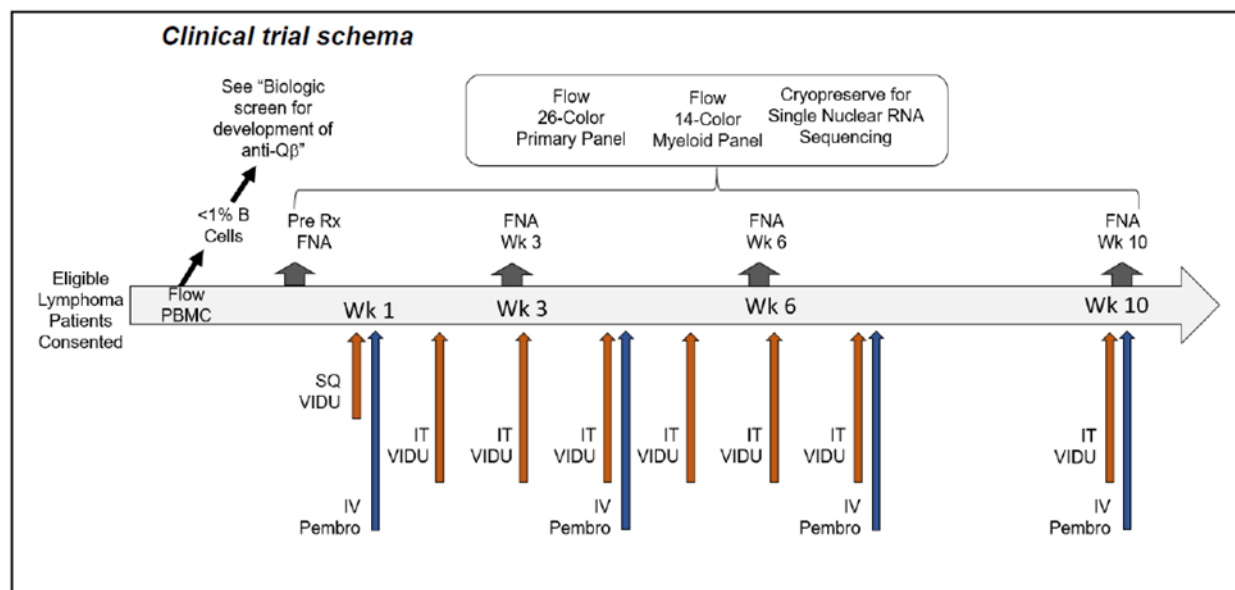 Clinical trial schema
See "Biologic
screen for
development of
anti-Qβ"
<1% B
Cells
Flow
26-Color
Primary Panel
Flow
14-Color
Myeloid Panel
Cryopreserve for
Single Nuclear RNA
Sequencing
Pre Rx
FNA
FNA
Wk 3
FNA
Wk 6
FNA
Wk 10
Eligible
Lymphoma
Patients
Consented
Flow
PBMC
Wk 1
Wk 3
Wk 6
Wk 10
SQ
VIDU
IT
VIDU
IT
VIDU
IT
VIDU
IT
VIDU
IT
VIDU
IT
VIDU
IT
VIDU
IV
Pembro
IV
Pembro
IV
Pembro
IV
Pembro